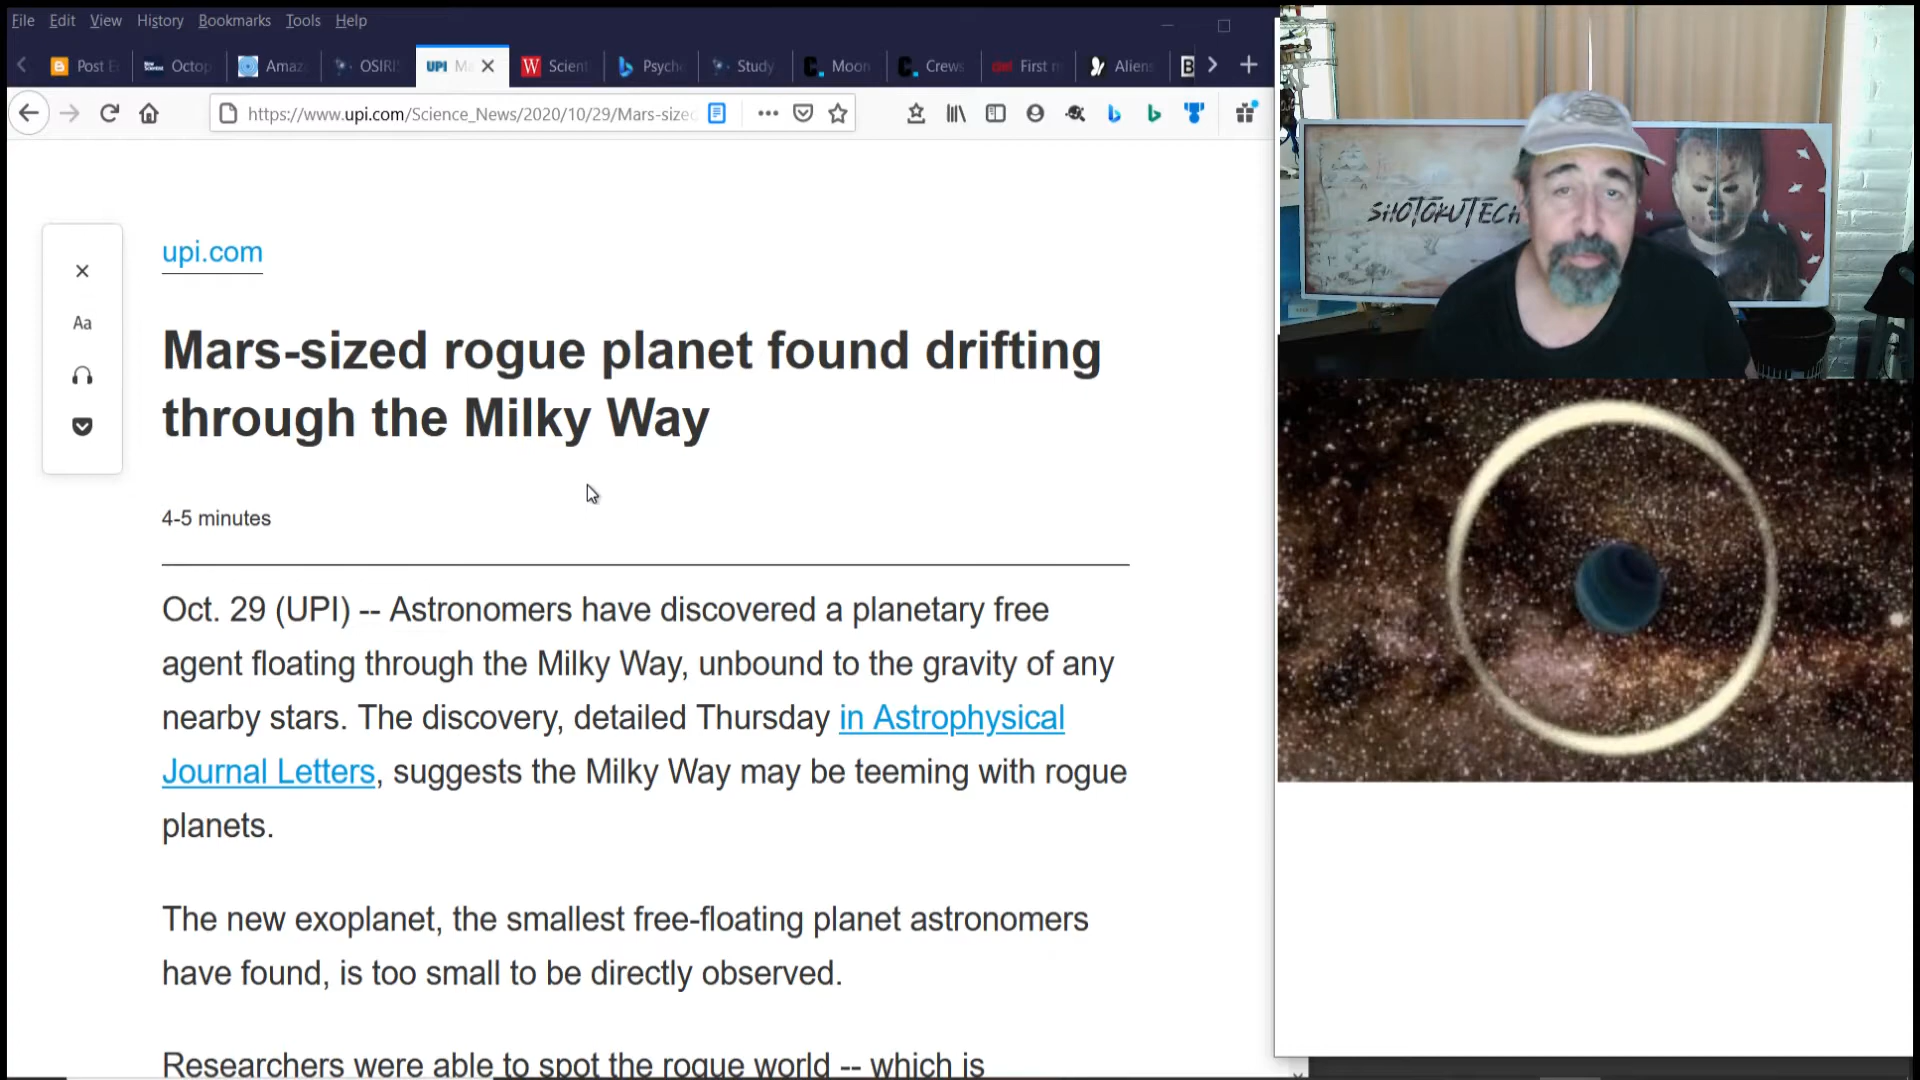 File Edit View History Bookmarks Tools Help
Post E Octop Amaz OSIRI UPI Ma Scien Psych Study Moon Crews First Aliens B
https://www.upi.com/Science_News/2020/10/29/Mars-size
SHOTOKUTECH
upi.com
Aa
Mars-sized rogue planet found drifting
through the Milky Way
4-5 minutes
Oct. 29 (UPI) -- Astronomers have discovered a planetary free
agent floating through the Milky Way, unbound to the gravity of any
nearby stars. The discovery, detailed Thursday in Astrophysical
Journal Letters, suggests the Milky Way may be teeming with rogue
planets.
The new exoplanet, the smallest free-floating planet astronomers
have found, is too small to be directly observed.
Researchers were able to spot the rogue world -- which is